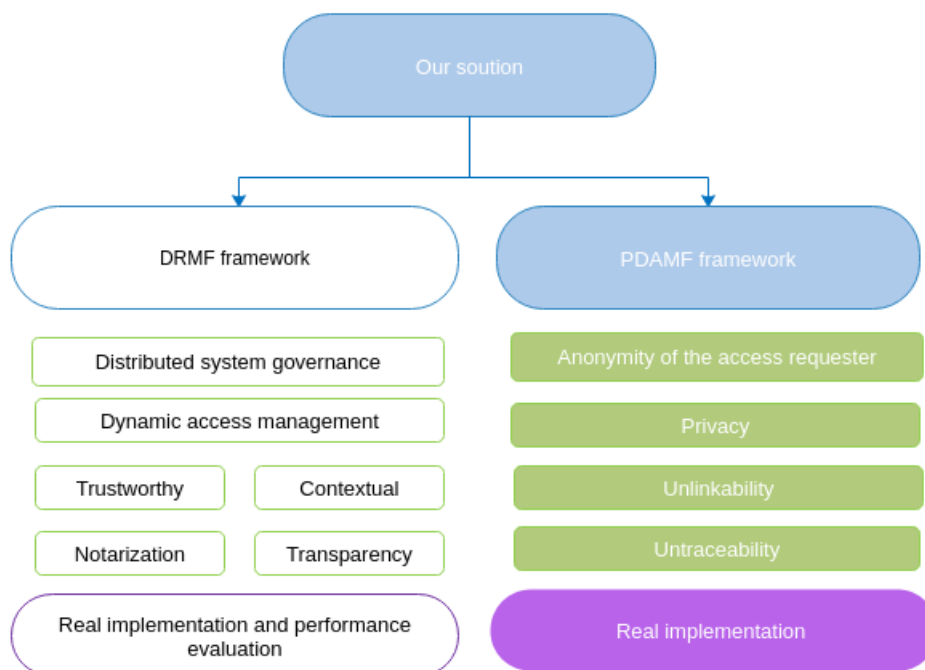 Our soution
DRMF framework
PDAMF framework
Distributed system governance
Anonymity of the access requester
Dynamic access management
Privacy
Trustworthy
Contextual
Unlinkability
Notarization
Transparency
Untraceability
Real implementation and performance
evaluation
Real implementation